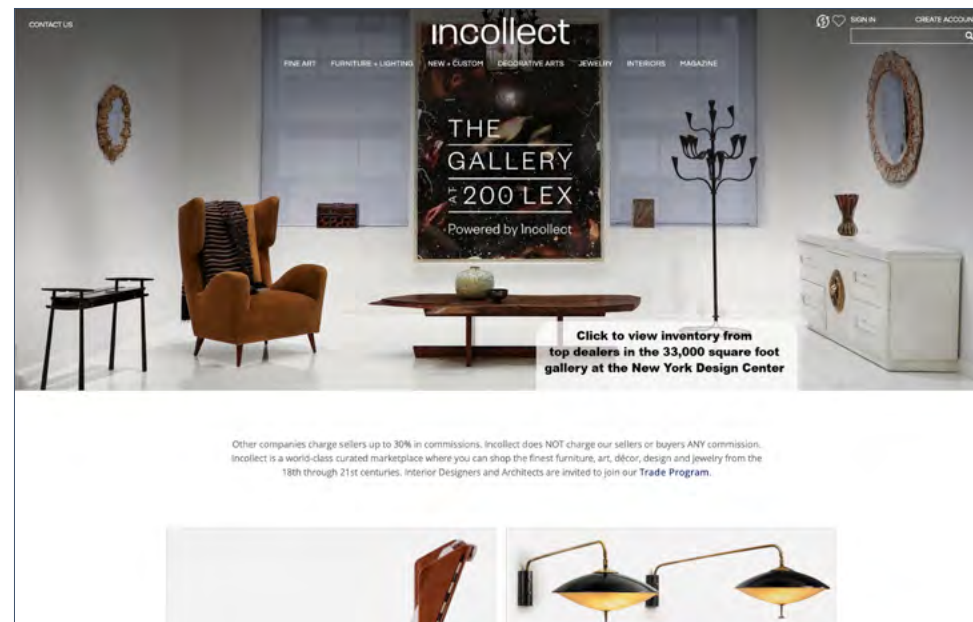 CONTACT US
incollect
SIGN IN
CREATE ACCOUN
FINE ART
FURNITURE + LIGHTING
NEW + CUSTOM
DECORATIVE ARTS
JEWELRY
INTERIORS
MAGAZINE
THE
GALLERY
AT 200 LEX
Powered by Incollect
Click to view inventory from
top dealers in the 33,000 square foot
gallery at the New York Design Center
Other companies charge sellers up to 30% in commissions. Incollect does NOT charge our sellers or buyers ANY commission.
Incollect is a world-class curated marketplace where you can shop the finest furniture, art, décor, design and jewelry from the
18th through 21st centuries. Interior Designers and Architects are invited to join our Trade Program.